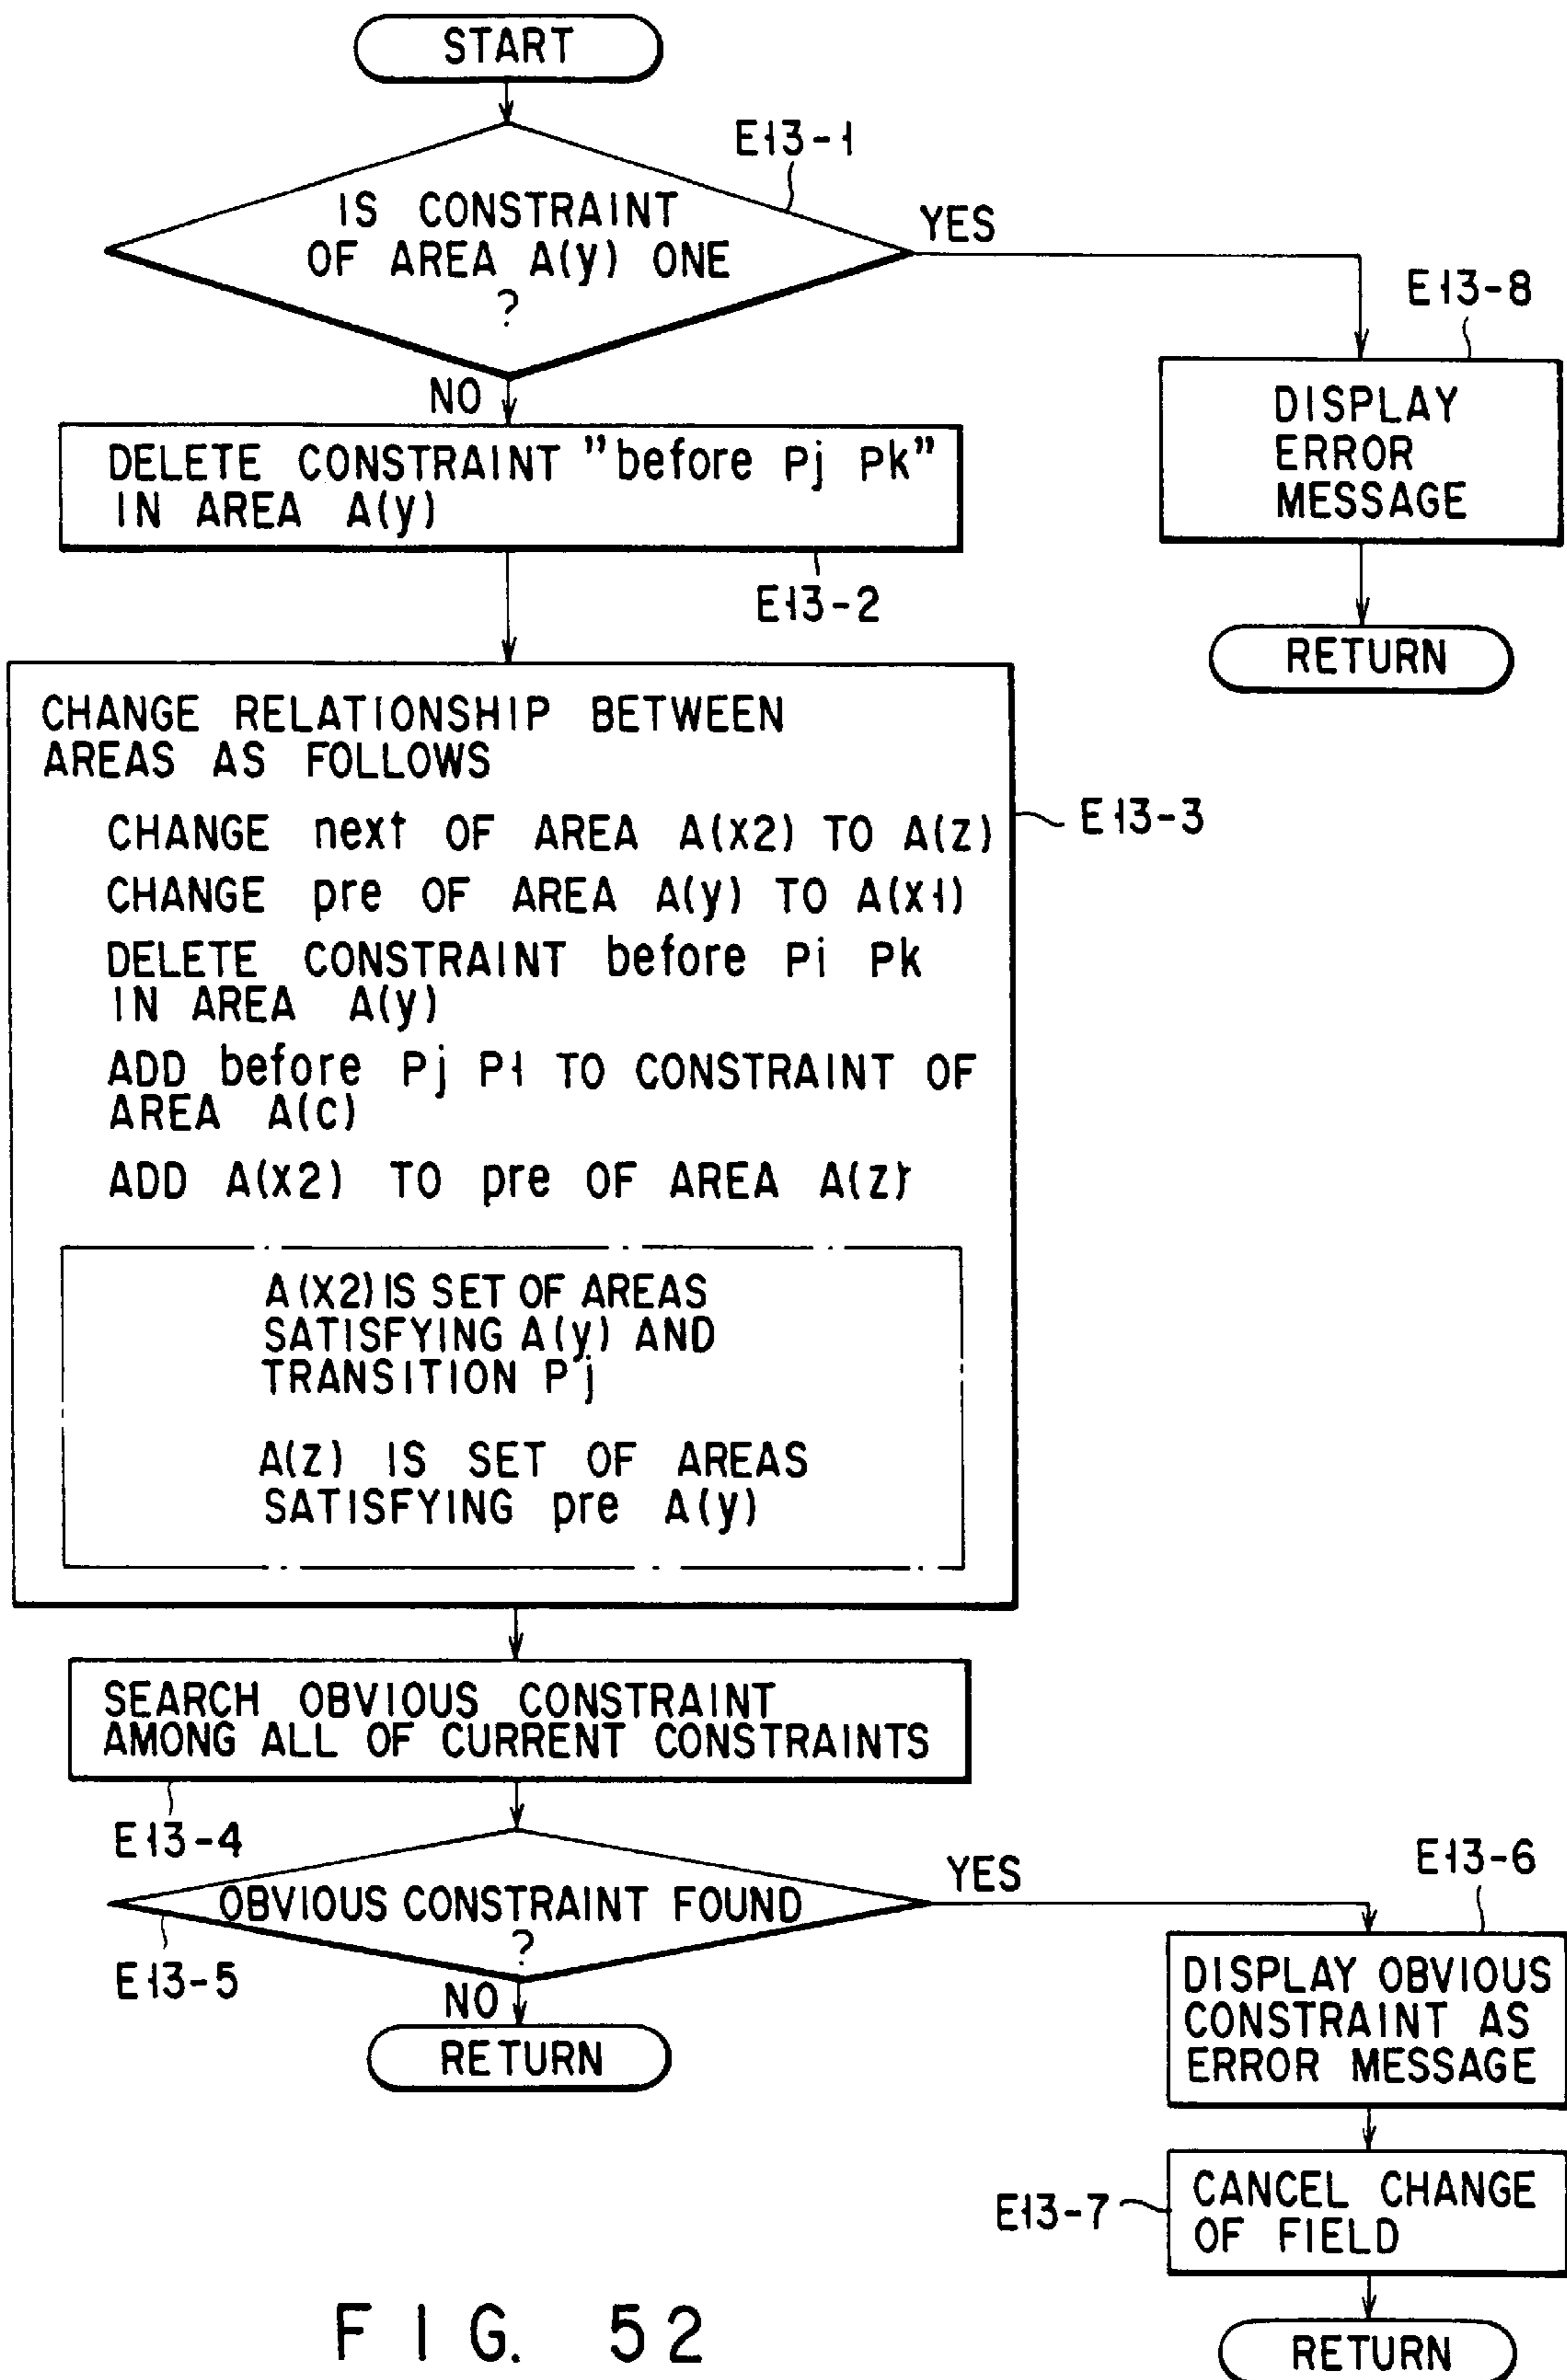 START
E13-1
IS CONSTRAINT
OF AREA A(y) ONE
?
YES
NO
E13-8
DISPLAY
ERROR
MESSAGE
RETURN
DELETE CONSTRAINT "before Pj Pk"
IN AREA A(y)
E13-2
CHANGE RELATIONSHIP BETWEEN
AREAS AS FOLLOWS
CHANGE next OF AREA A(x2) TO A(z)
CHANGE pre OF AREA A(y) TO A(x1)
DELETE CONSTRAINT before Pi Pk
IN AREA A(y)
ADD before Pj P1 TO CONSTRAINT OF
AREA A(c)
ADD A(x2) TO pre OF AREA A(z)
E13-3
A(x2) IS SET OF AREAS
SATISFYING A(y) AND
TRANSITION Pj
A(z) IS SET OF AREAS
SATISFYING pre A(y)
SEARCH OBVIOUS CONSTRAINT
AMONG ALL OF CURRENT CONSTRAINTS
E13-4
OBVIOUS CONSTRAINT FOUND
?
E13-5
YES
NO
RETURN
E13-6
DISPLAY OBVIOUS
CONSTRAINT AS
ERROR MESSAGE
E13-7
CANCEL CHANGE
OF FIELD
RETURN
FIG. 52